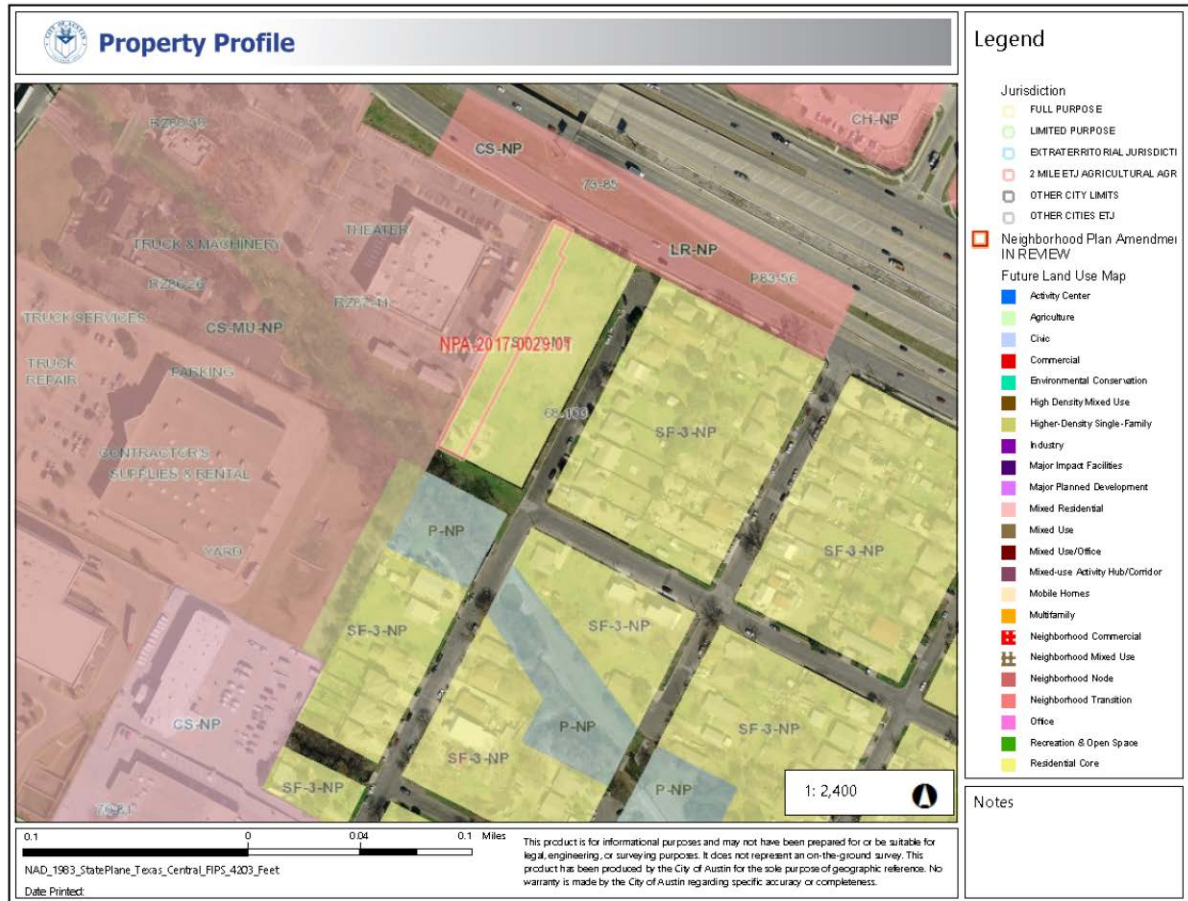 Property Profile
CH-NP
CS-NP
73-85
THEATER
TRUCK & MACHINERY
LR-NP
P83-56
TRUCK SERVICES
CS-MU-NP
TRUCK
REPAIR
PARKING
NPA-2017-0029.01
SF-3-NP
CONTRACTOR'S
SUPPLIES & RENTAL
YARD
P-NP
SF-3-NP
SF-3-NP
SF-3-NP
CS-NP
P-NP
SF-3-NP
SF-3-NP
SF-3-NP
P-NP
1: 2,400
0.1
0
0.04
0.1 Miles
NAD_1983_StatePlane_Texas_Central_FIPS_4203_Feet
Date Printed:
This product is for informational purposes and may not have been prepared for or be suitable for
legal, engineering, or surveying purposes. It does not represent an on-the-ground survey. This
product has been produced by the City of Austin for the sole purpose of geographic reference. No
warranty is made by the City of Austin regarding specific accuracy or completeness.
Legend
Jurisdiction
FULL PURPOSE
LIMITED PURPOSE
EXTRATERRITORIAL JURISDICTI
2 MILE ETJ AGRICULTURAL AGR
OTHER CITY LIMITS
OTHER CITIES ETJ
Neighborhood Plan Amendmen
IN REVIEW
Future Land Use Map
Activity Center
Agriculture
Civic
Commercial
Environmental Conservation
High Density Mixed Use
Higher-Density Single-Family
Industry
Major Impact Facilities
Major Planned Development
Mixed Residential
Mixed Use
Mixed Use/Office
Mixed-use Activity Hub/Corridor
Mobile Homes
Multifamily
Neighborhood Commercial
Neighborhood Mixed Use
Neighborhood Node
Neighborhood Transition
Office
Recreation & Open Space
Residential Core
Notes